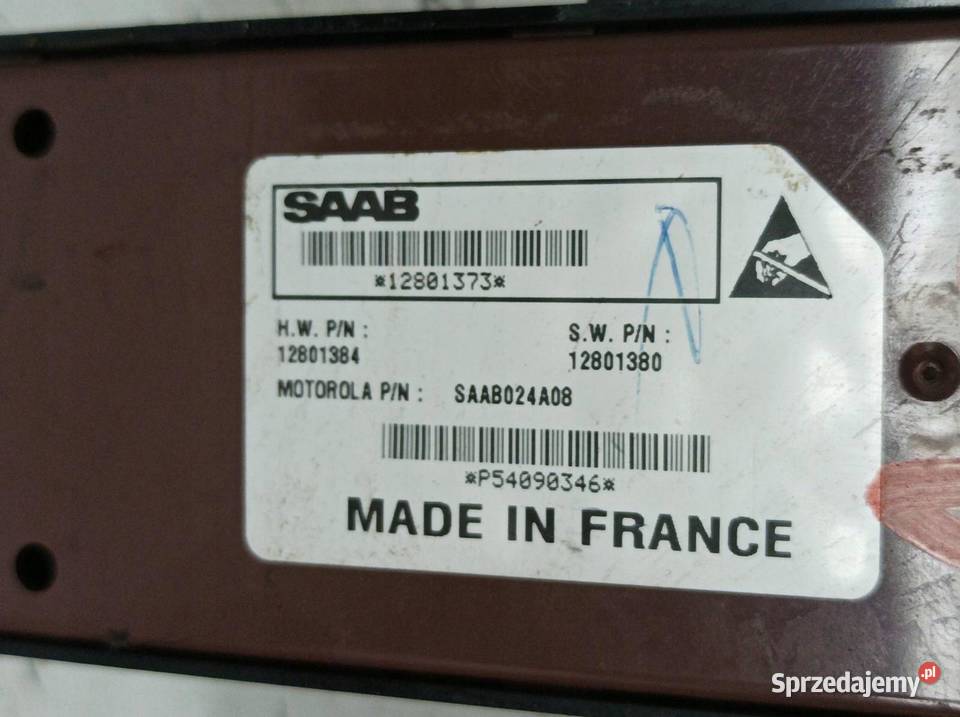 SAAB
*12801373*
H.W. P/N :
12801384
S.W. P/N :
12801380
MOTOROLA P/N : SAAB024A08
*P54090346*
MADE IN FRANCE
Sprzedajemy.pl